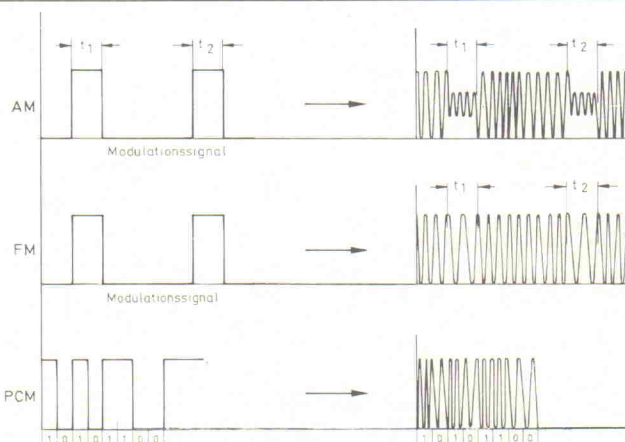 t1 t2 t1 t2
AM
Modulationssignal
t1 t2
FM
Modulationssignal
PCM
1 0 1 0 1 1 0 0 1 0 1 0 1 1 0 0